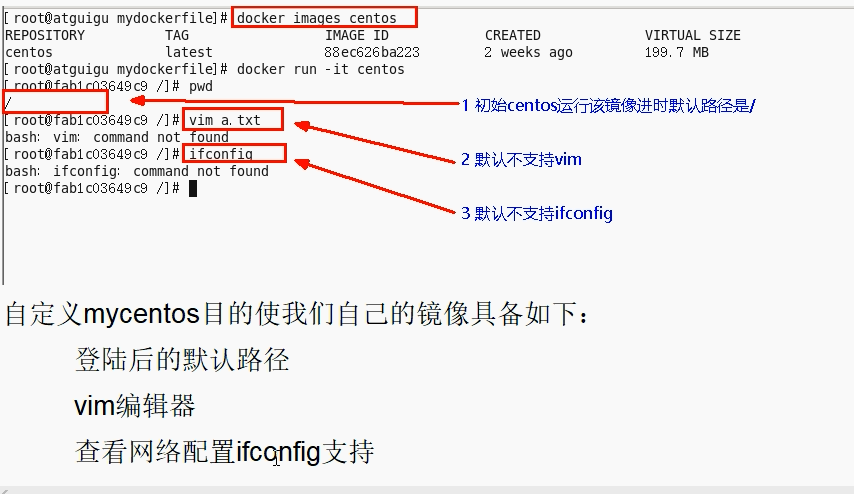 [root@atguigu mydockerfile]# docker images centos
REPOSITORY TAG IMAGE ID CREATED VIRTUAL SIZE
centos latest 88ec626ba223 2 weeks ago 199.7 MB
[root@atguigu mydockerfile]# docker run -it centos
[root@fab1c03649c9 /]# pwd
/
1 初始centos运行该镜像进时默认路径是/
[root@fab1c03649c9 /]# vim a.txt
bash: vim: command not found
[root@fab1c03649c9 /]# ifconfig
2 默认不支持vim
bash: ifconfig: command not found
[root@fab1c03649c9 /]#
3 默认不支持ifconfig
自定义mycentos目的使我们自己的镜像具备如下：
登陆后的默认路径
vim编辑器
查看网络配置ifconfig支持